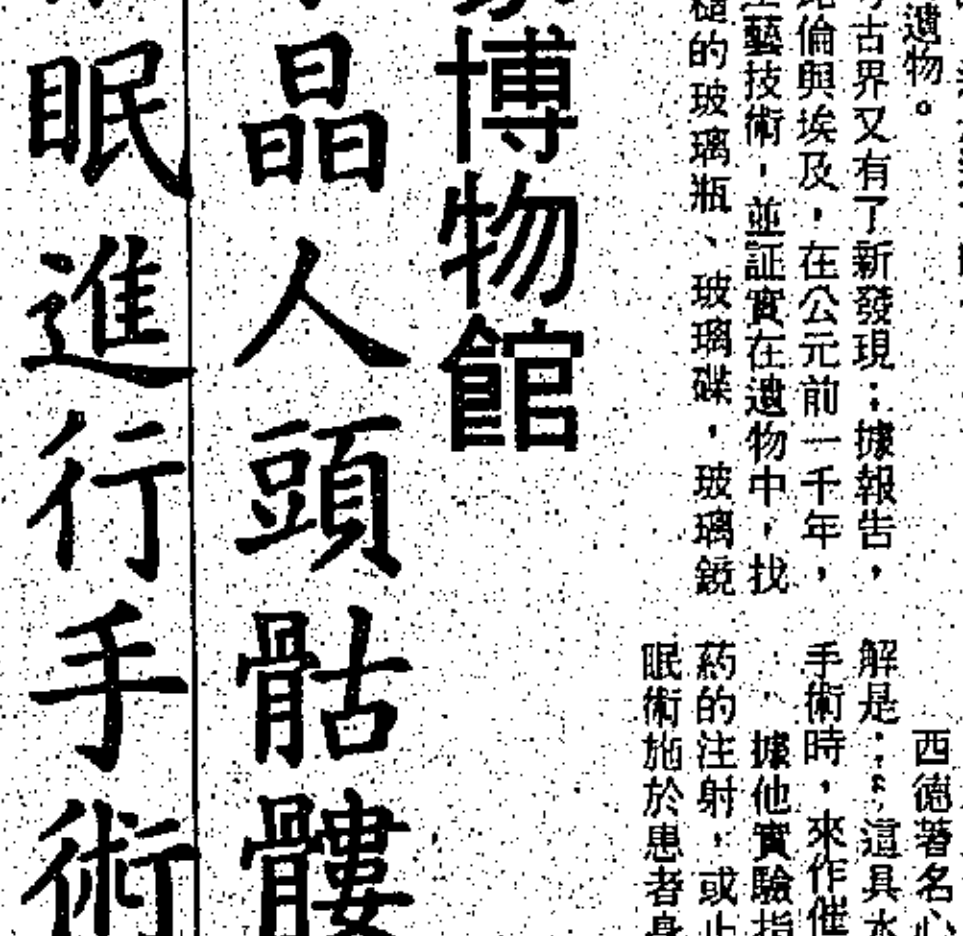 遺物。
古界又有了新發現：據報告，
倫與埃及，在公元前一千年，
藝技術，並証實在遺物中，找
的玻璃瓶、玻璃碟，玻璃鏡
西德著名心
解是：「這具水
手術時，來作催
據他實驗指
葯的注射，或止
眠術施於患者身
博物館
晶人頭骷髏
眠進行手術